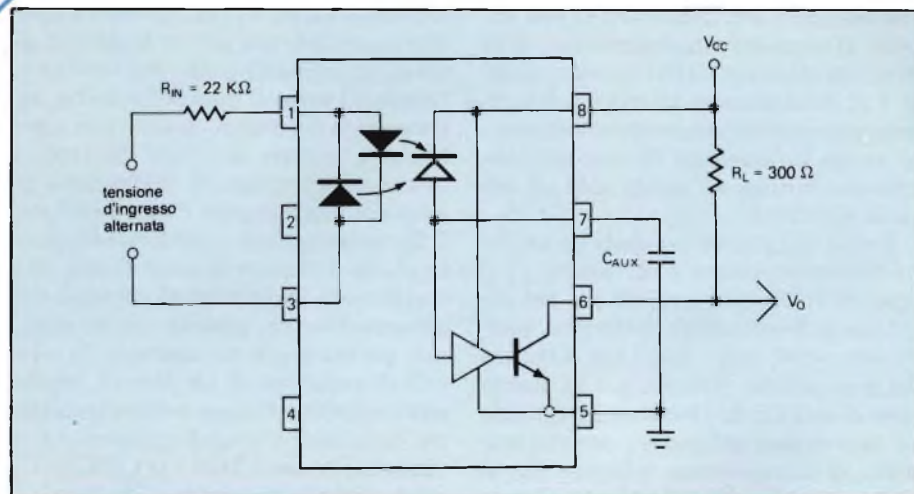 R_IN = 22 KΩ
tensione
d'ingresso
alternata
1
2
3
4
V_CC
8
R_L = 300 Ω
7
C_AUX
6
V_O
5